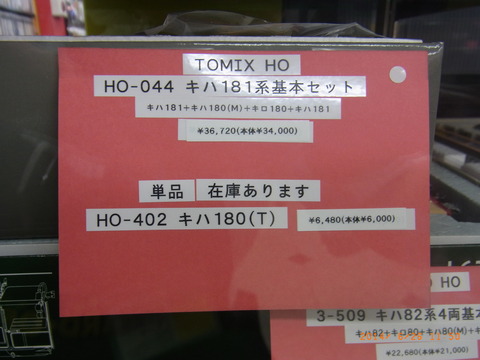 TOMIX HO
HO-044 キハ181系基本セット
キハ181+キハ180(M)+キロ180+キハ181
¥36,720(本体¥34,000)
単品 在庫あります
HO-402 キハ180(T)
¥6,480(本体¥6,000)
HO
3-509 キハ82系4両基本
キハ82+キロ80+キハ80(M)+キハ
¥22,680(本体¥21,000)